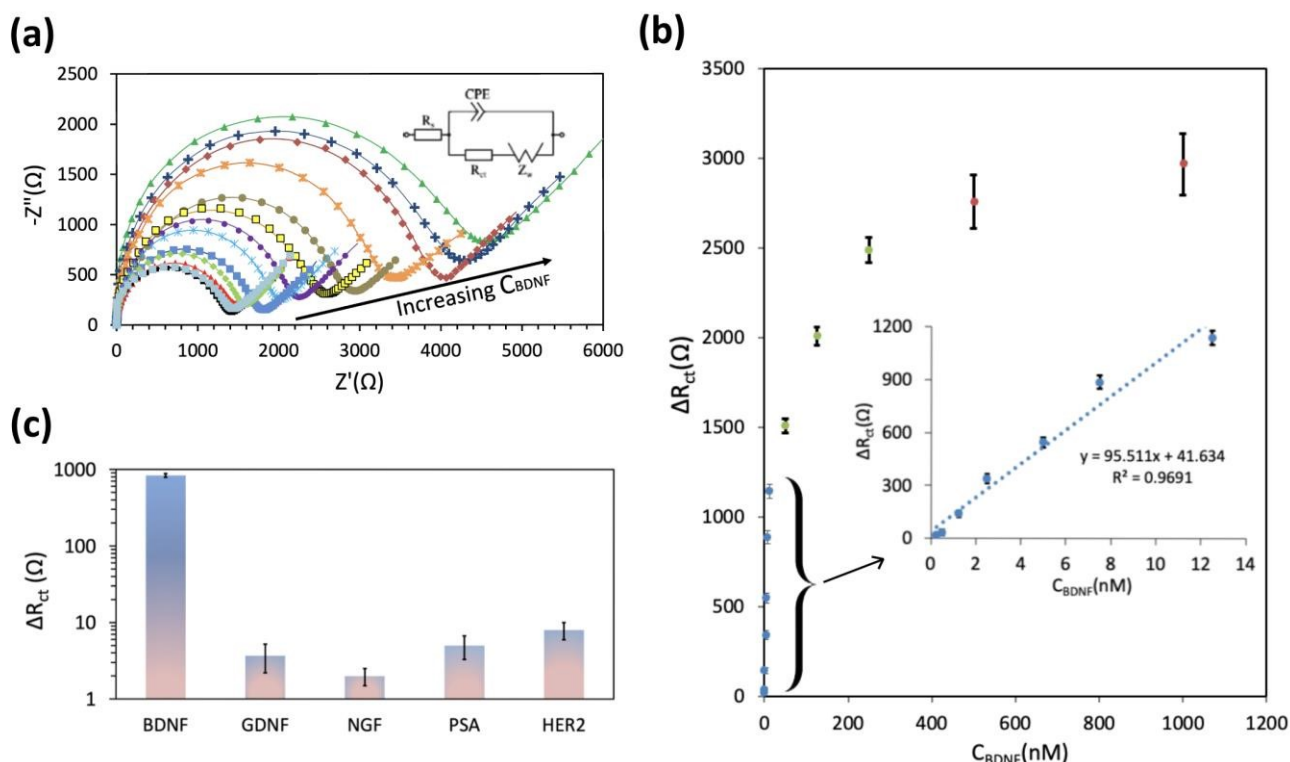 (a)
-Z''(Ω)
2500
2000
1500
1000
500
0
0 1000 2000 3000 4000 5000 6000
Z'(Ω)
CPE
Rs
Rct
Zw
Increasing CBDNF
(b)
ΔRct(Ω)
3500
3000
2500
2000
1500
1000
500
0
0 200 400 600 800 1000 1200
CBDNF(nM)
ΔRct(Ω)
1200
900
600
300
0
0 2 4 6 8 10 12 14
CBDNF(nM)
y = 95.511x + 41.634
R² = 0.9691
(c)
ΔRct (Ω)
1000
100
10
1
BDNF GDNF NGF PSA HER2